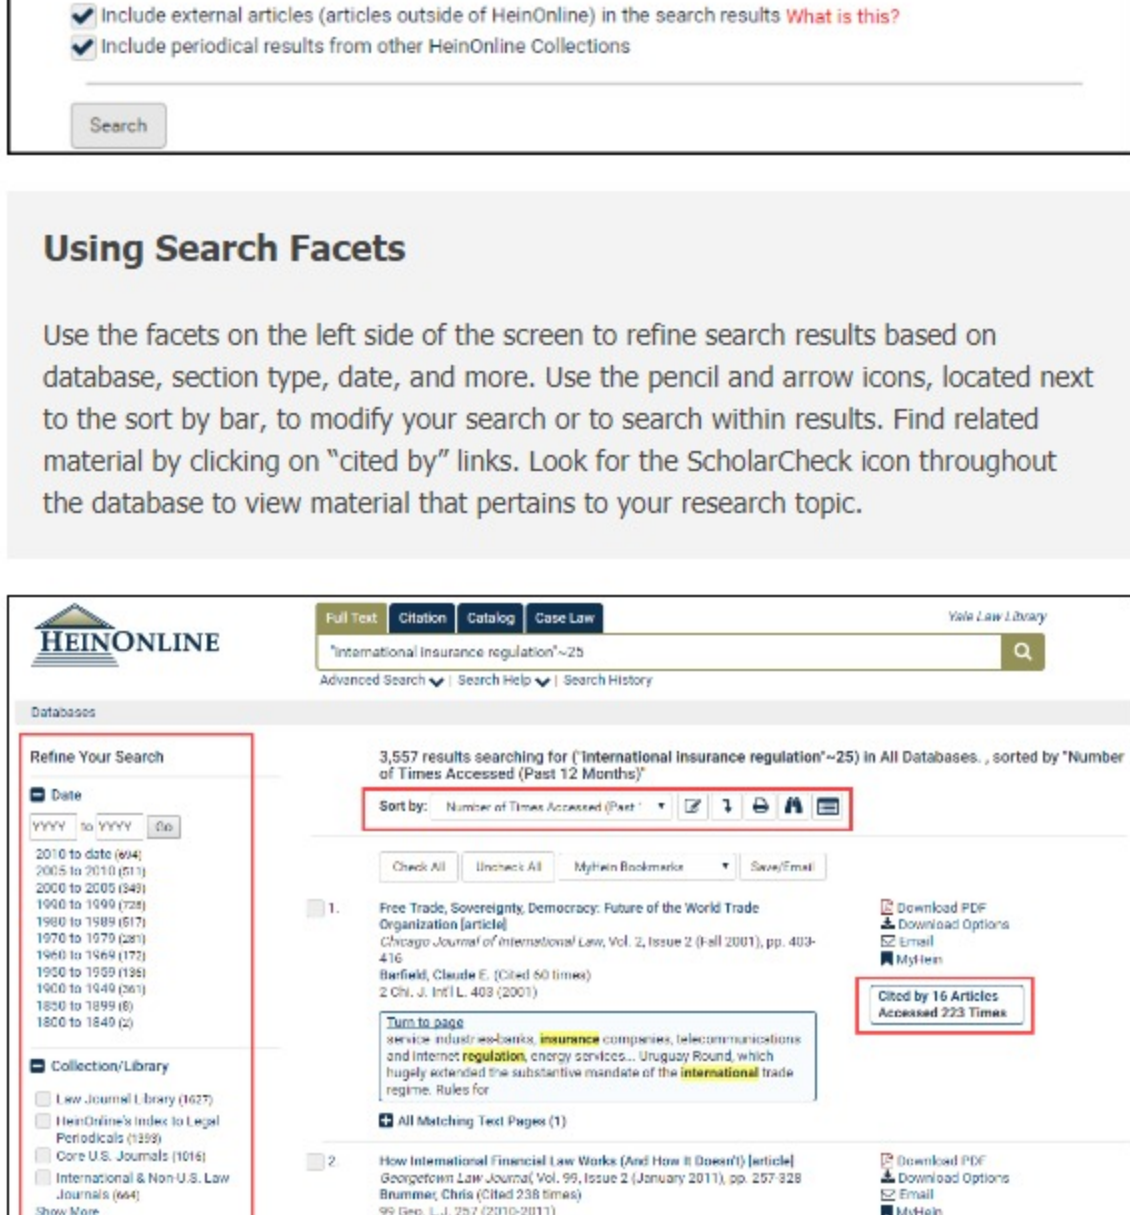 Include external articles (articles outside of HeinOnline) in the search results What is this?
Include periodical results from other HeinOnline Collections
Search
Using Search Facets
Use the facets on the left side of the screen to refine search results based on
database, section type, date, and more. Use the pencil and arrow icons, located next
to the sort by bar, to modify your search or to search within results. Find related
material by clicking on “cited by” links. Look for the ScholarCheck icon throughout
the database to view material that pertains to your research topic.
HEINONLINE
Full Text Citation Catalog Case Law
Yale Law Library
"international insurance regulation"~25
Advanced Search | Search Help | Search History
Databases
Refine Your Search
Date
YYYY to YYYY Go
2010 to date (694)
2005 to 2010 (511)
2000 to 2005 (349)
1990 to 1999 (728)
1980 to 1989 (517)
1970 to 1979 (281)
1960 to 1969 (172)
1950 to 1959 (136)
1900 to 1949 (361)
1850 to 1899 (8)
1800 to 1849 (2)
Collection/Library
Law Journal Library (1627)
HeinOnline's Index to Legal
Periodicals (1393)
Core U.S. Journals (1016)
International & Non-U.S. Law
Journals (664)
Show More
3,557 results searching for ("international insurance regulation"~25) in All Databases. , sorted by "Number
of Times Accessed (Past 12 Months)"
Sort by: Number of Times Accessed (Past
Check All Uncheck All MyHein Bookmarks Save/Email
1. Free Trade, Sovereignty, Democracy: Future of the World Trade
Organization [article]
Chicago Journal of International Law, Vol. 2, Issue 2 (Fall 2001), pp. 403-
416
Barfield, Claude E. (Cited 60 times)
2 Chi. J. Int'l L. 403 (2001)
Turn to page
service industries-banks, insurance companies, telecommunications
and internet regulation, energy services... Uruguay Round, which
hugely extended the substantive mandate of the international trade
regime. Rules for
All Matching Text Pages (1)
Download PDF
Download Options
Email
MyHein
Cited by 16 Articles
Accessed 223 Times
2. How International Financial Law Works (And How It Doesn't) [article]
Georgetown Law Journal, Vol. 99, Issue 2 (January 2011), pp. 257-328
Brummer, Chris (Cited 238 times)
99 Geo. L.J. 257 (2010-2011)
Download PDF
Download Options
Email
MyHein